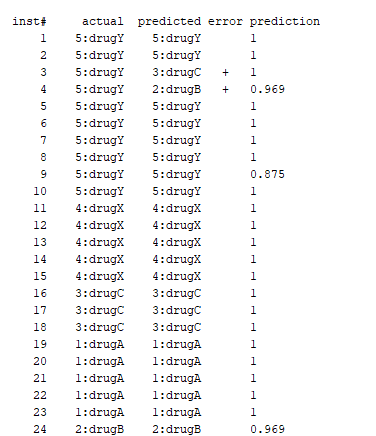 inst# actual predicted error prediction
1 5:drugY 5:drugY 1
2 5:drugY 5:drugY 1
3 5:drugY 3:drugC + 1
4 5:drugY 2:drugB + 0.969
5 5:drugY 5:drugY 1
6 5:drugY 5:drugY 1
7 5:drugY 5:drugY 1
8 5:drugY 5:drugY 1
9 5:drugY 5:drugY 0.875
10 5:drugY 5:drugY 1
11 4:drugX 4:drugX 1
12 4:drugX 4:drugX 1
13 4:drugX 4:drugX 1
14 4:drugX 4:drugX 1
15 4:drugX 4:drugX 1
16 3:drugC 3:drugC 1
17 3:drugC 3:drugC 1
18 3:drugC 3:drugC 1
19 1:drugA 1:drugA 1
20 1:drugA 1:drugA 1
21 1:drugA 1:drugA 1
22 1:drugA 1:drugA 1
23 1:drugA 1:drugA 1
24 2:drugB 2:drugB 0.969